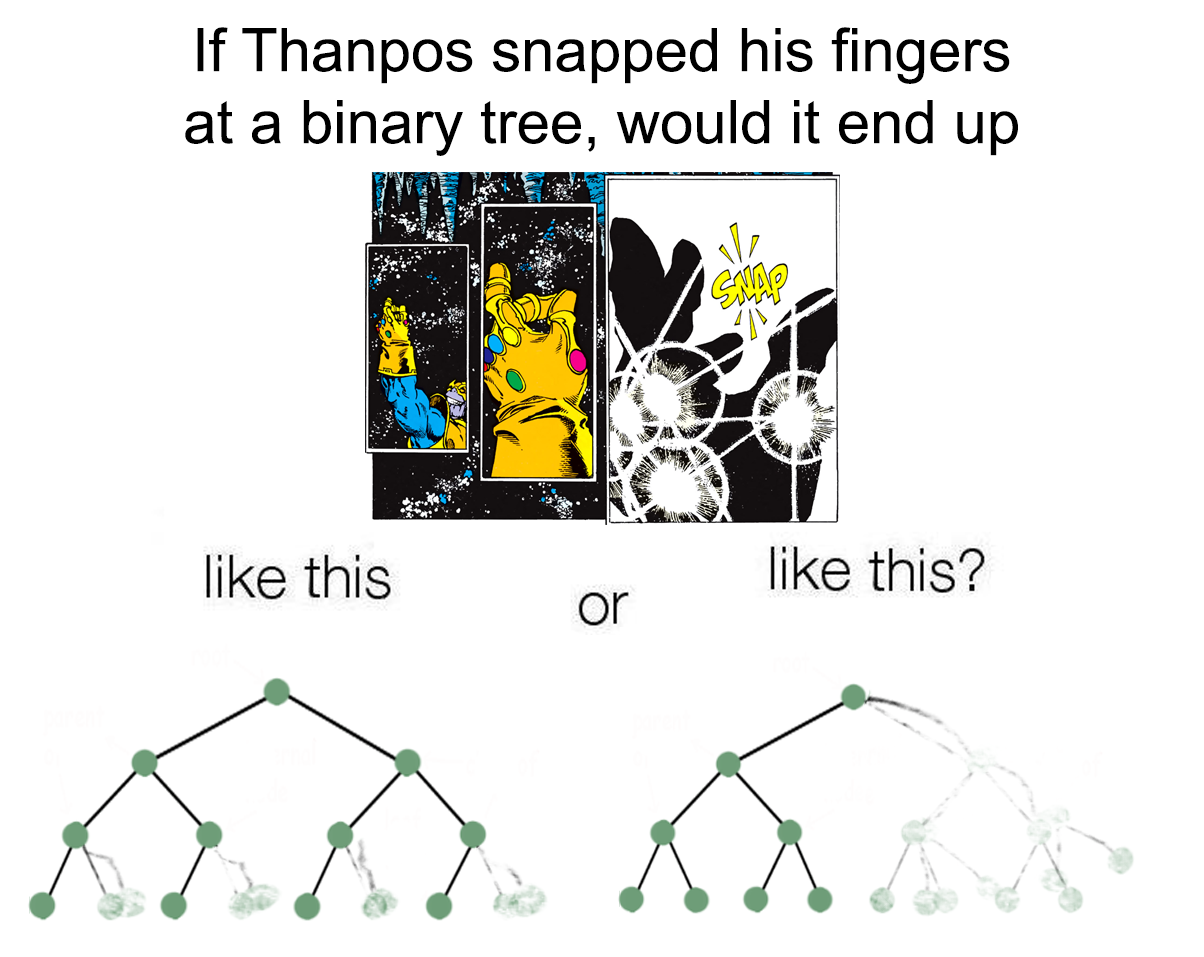 If Thanpos snapped his fingers
at a binary tree, would it end up
SNAP
like this
or
like this?